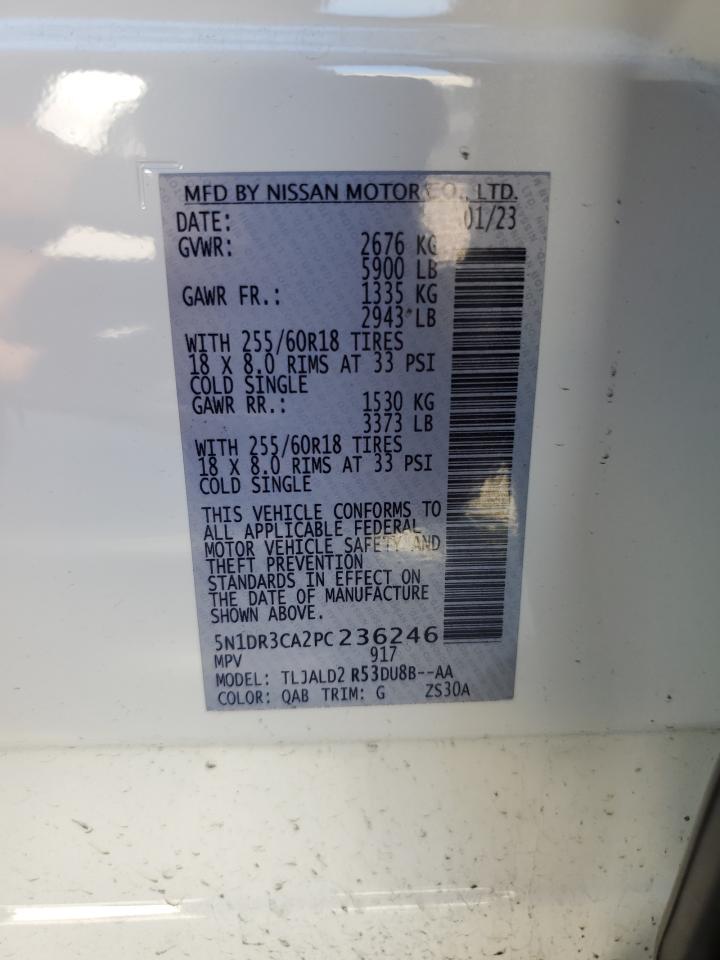 MFD BY NISSAN MOTOR CO., LTD.
DATE: 01/23
GVWR: 2676 KG
5900 LB
GAWR FR.: 1335 KG
2943 LB
WITH 255/60R18 TIRES
18 X 8.0 RIMS AT 33 PSI
COLD SINGLE
GAWR RR.: 1530 KG
3373 LB
WITH 255/60R18 TIRES
18 X 8.0 RIMS AT 33 PSI
COLD SINGLE
THIS VEHICLE CONFORMS TO
ALL APPLICABLE FEDERAL
MOTOR VEHICLE SAFETY AND
THEFT PREVENTION
STANDARDS IN EFFECT ON
THE DATE OF MANUFACTURE
SHOWN ABOVE.
5N1DR3CA2PC236246
MPV 917
MODEL: TLJALD2 R53DU8B--AA
COLOR: QAB TRIM: G ZS30A